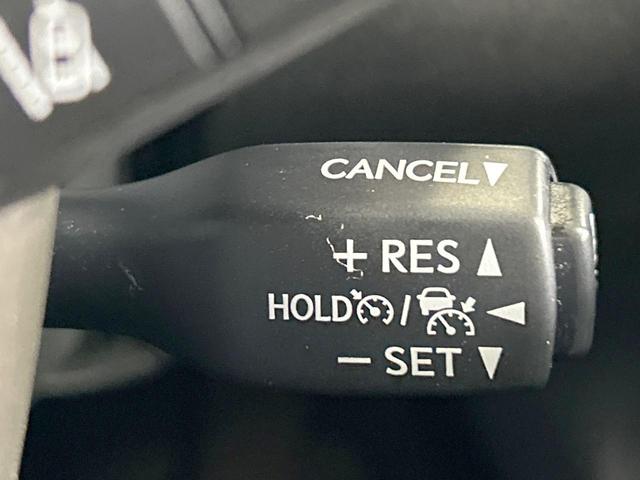 CANCEL▼
+ RES ▲
HOLD / ◀
− SET ▼